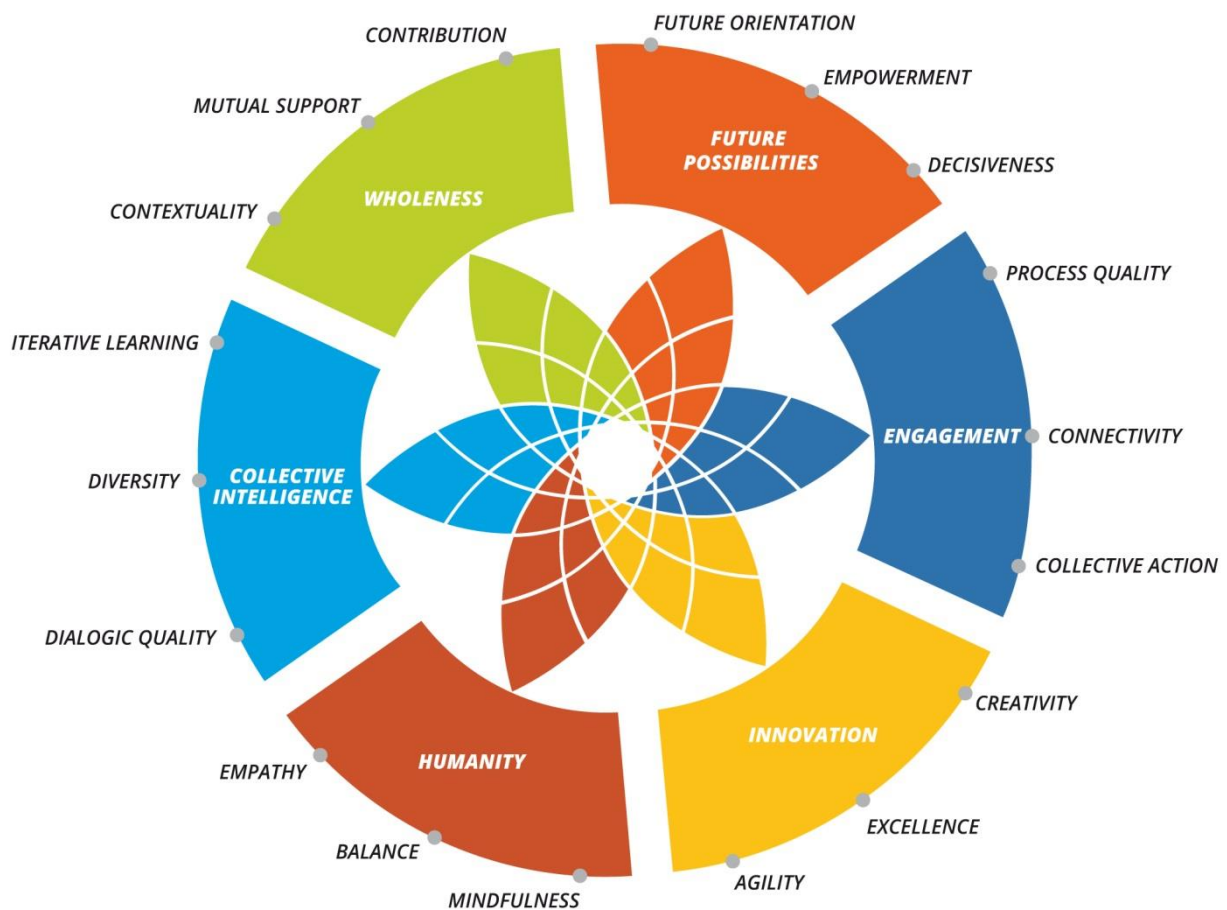 FUTURE ORIENTATION
EMPOWERMENT
DECISIVENESS
FUTURE
POSSIBILITIES
PROCESS QUALITY
CONNECTIVITY
COLLECTIVE ACTION
ENGAGEMENT
CREATIVITY
EXCELLENCE
AGILITY
INNOVATION
MINDFULNESS
BALANCE
EMPATHY
HUMANITY
DIALOGIC QUALITY
DIVERSITY
ITERATIVE LEARNING
COLLECTIVE
INTELLIGENCE
CONTEXTUALITY
MUTUAL SUPPORT
CONTRIBUTION
WHOLENESS